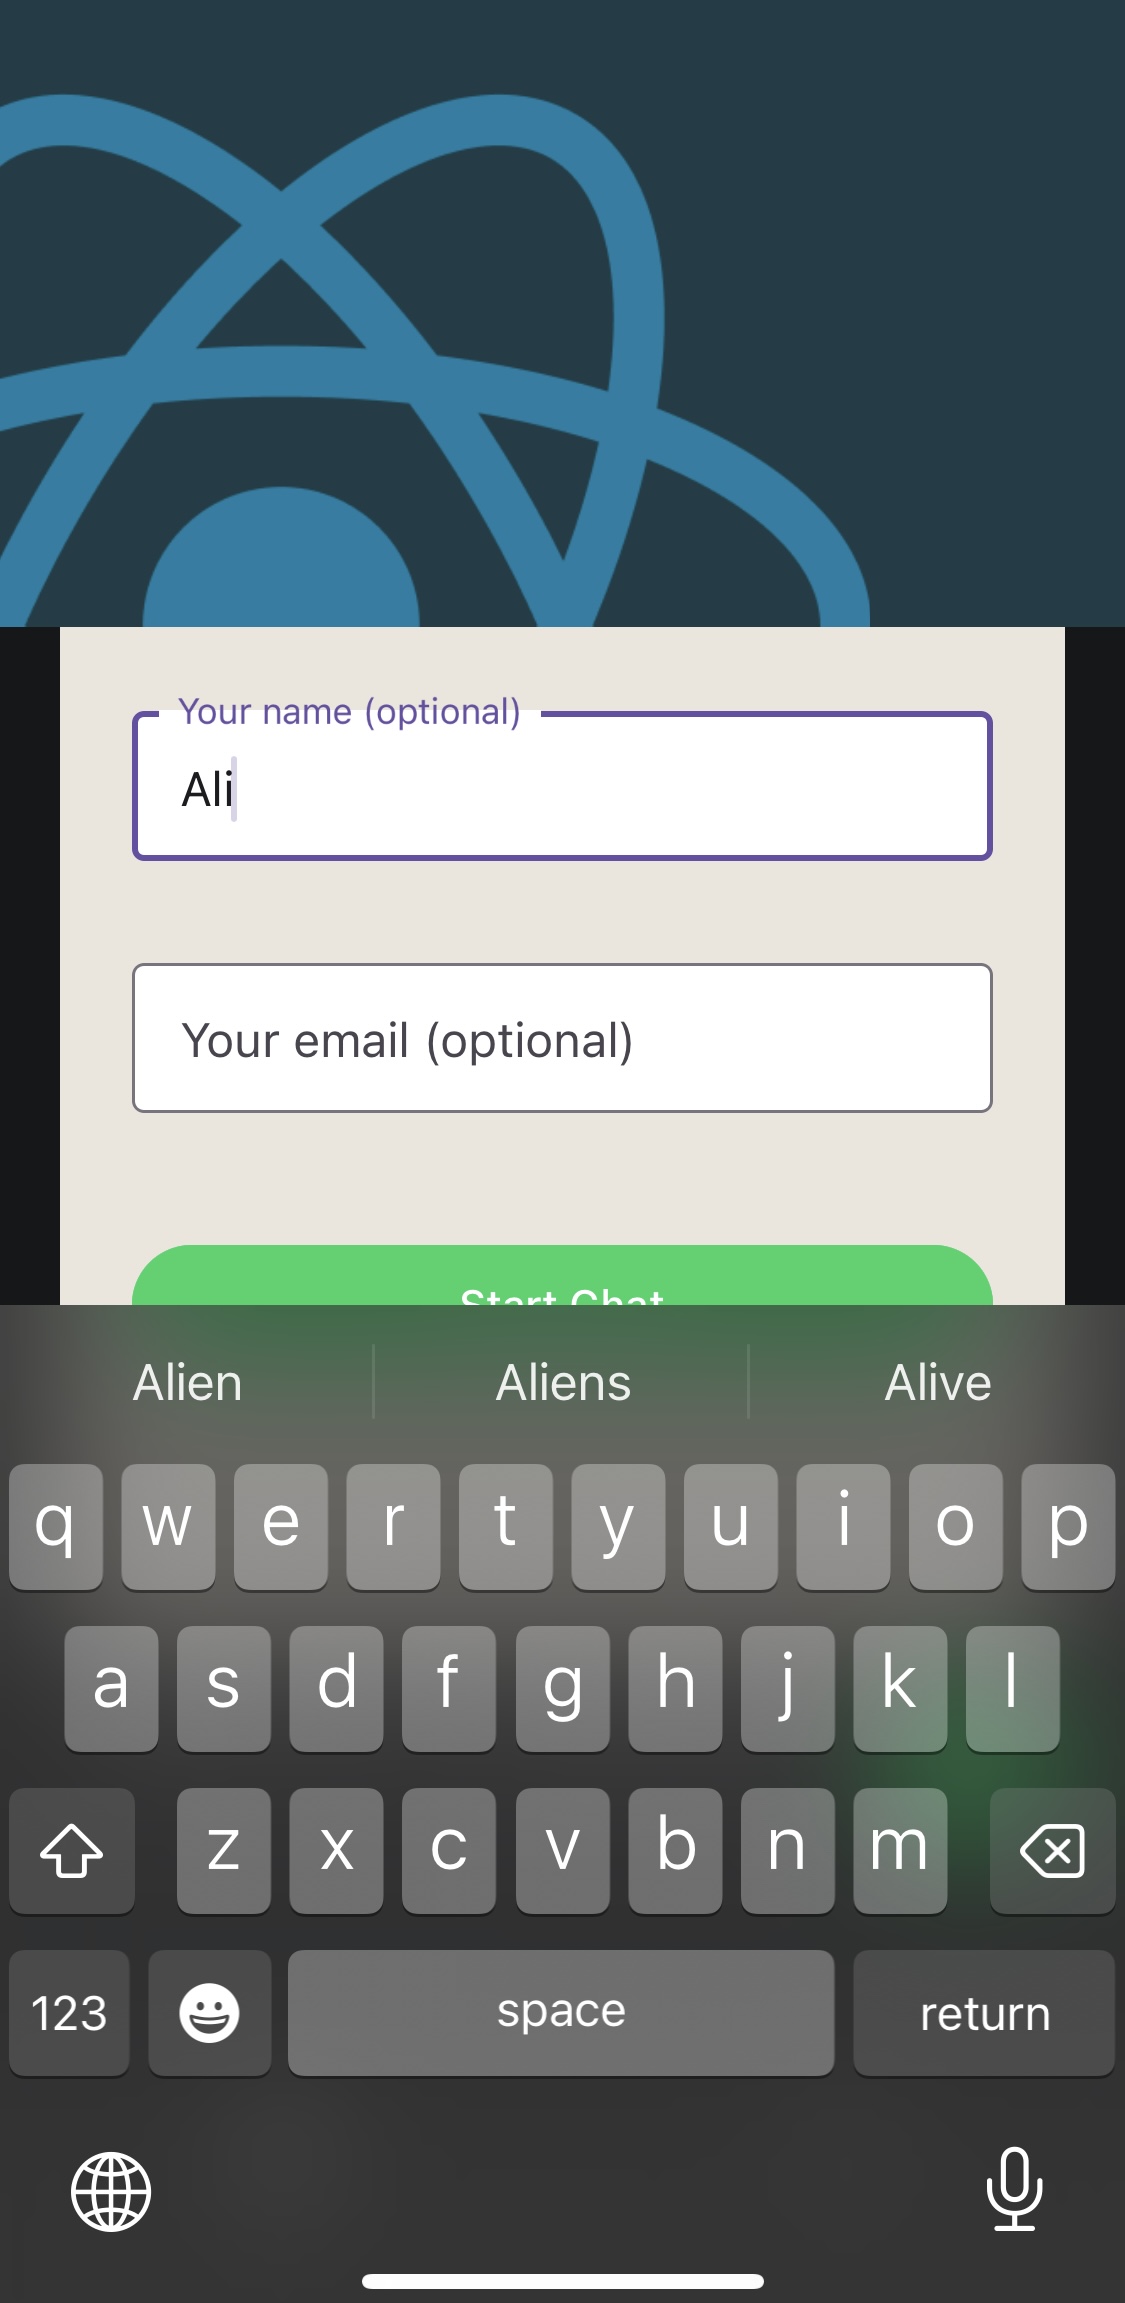 Your name (optional)
Ali
Your email (optional)
Start Chat
Alien Aliens Alive
q w e r t y u i o p
a s d f g h j k l
z x c v b n m
123 space return